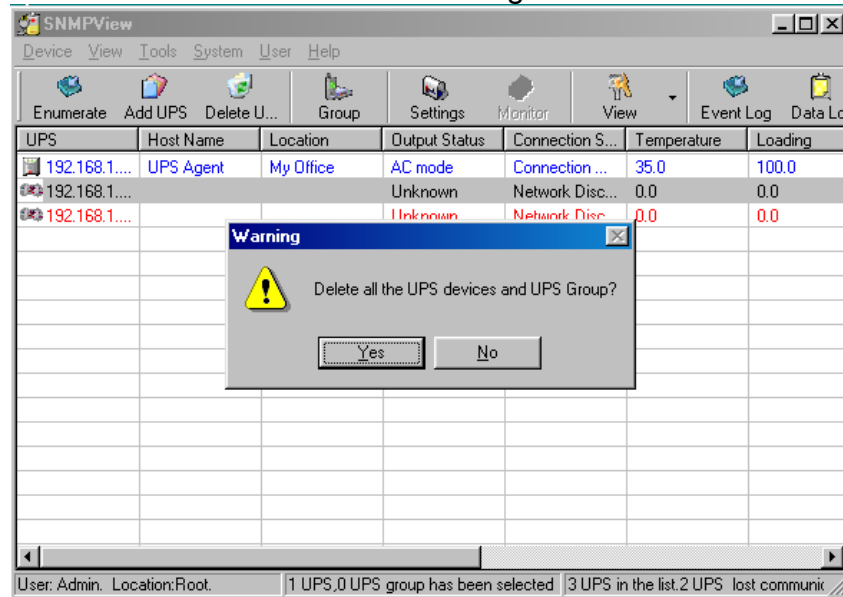 SNMPView
Device View Tools System User Help
Enumerate Add UPS Delete U... Group Settings Monitor View Event Log Data Lo
UPS Host Name Location Output Status Connection S... Temperature Loading
192.168.1.... UPS Agent My Office AC mode Connection ... 35.0 100.0
192.168.1.... Unknown Network Disc... 0.0 0.0
192.168.1.... Unknown Network Disc... 0.0 0.0
Warning
Delete all the UPS devices and UPS Group?
Yes No
User: Admin. Location:Root. 1 UPS,0 UPS group has been selected 3 UPS in the list.2 UPS lost communic